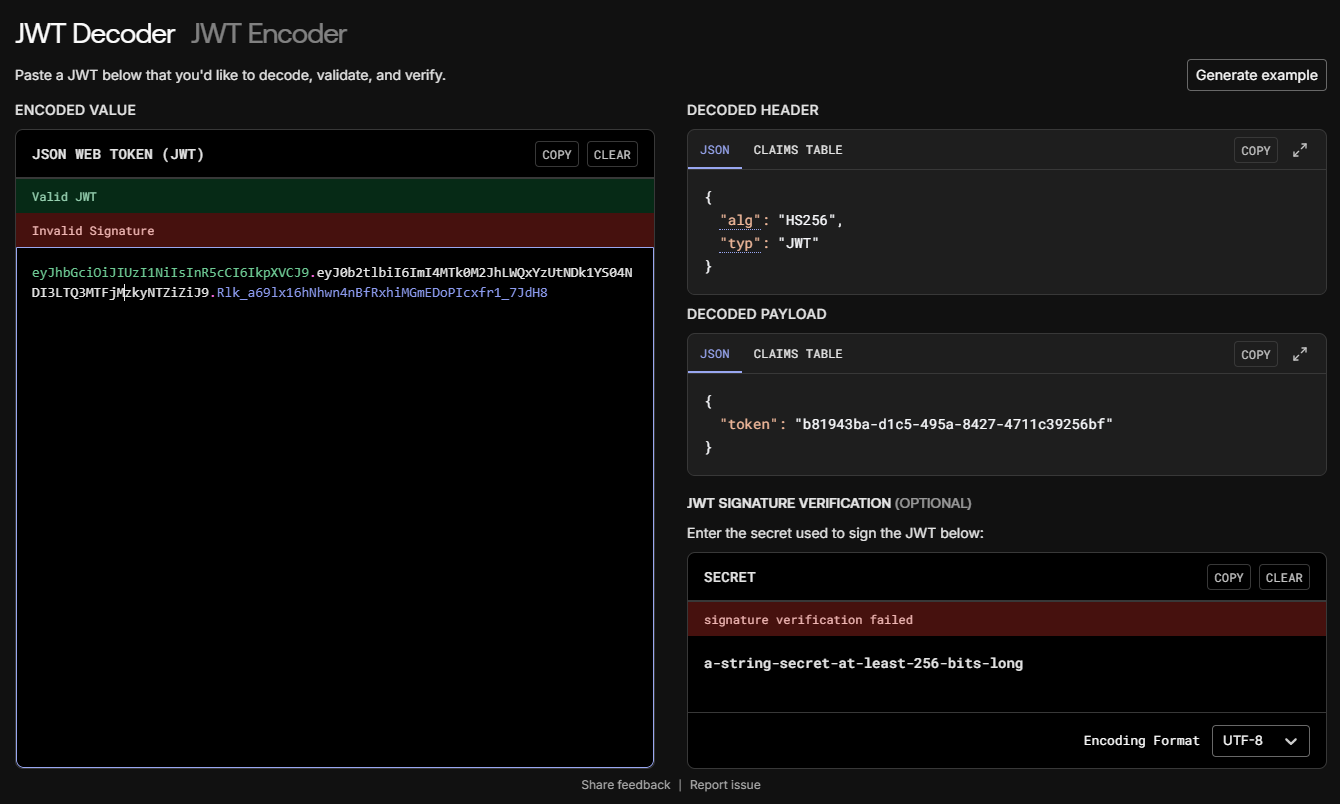 JWT Decoder JWT Encoder
Paste a JWT below that you'd like to decode, validate, and verify.
Generate example
ENCODED VALUE
JSON WEB TOKEN (JWT)
COPY
CLEAR
Valid JWT
Invalid Signature
eyJhbGciOiJIUzI1NiIsInR5cCI6IkpXVCJ9.eyJ0b2tlbiI6ImI4MTk0M2JhLWQxYzUtNDk1YS04N
DI3LTQ3MTFjMzkyNTZiZiJ9.Rlk_a69lx16hNhwn4nBfRxhiMGmEDoPIcxfr1_7JdH8
DECODED HEADER
JSON
CLAIMS TABLE
COPY
{
"alg": "HS256",
"typ": "JWT"
}
DECODED PAYLOAD
JSON
CLAIMS TABLE
COPY
{
"token": "b81943ba-d1c5-495a-8427-4711c39256bf"
}
JWT SIGNATURE VERIFICATION (OPTIONAL)
Enter the secret used to sign the JWT below:
SECRET
COPY
CLEAR
signature verification failed
a-string-secret-at-least-256-bits-long
Encoding Format
UTF-8
Share feedback | Report issue